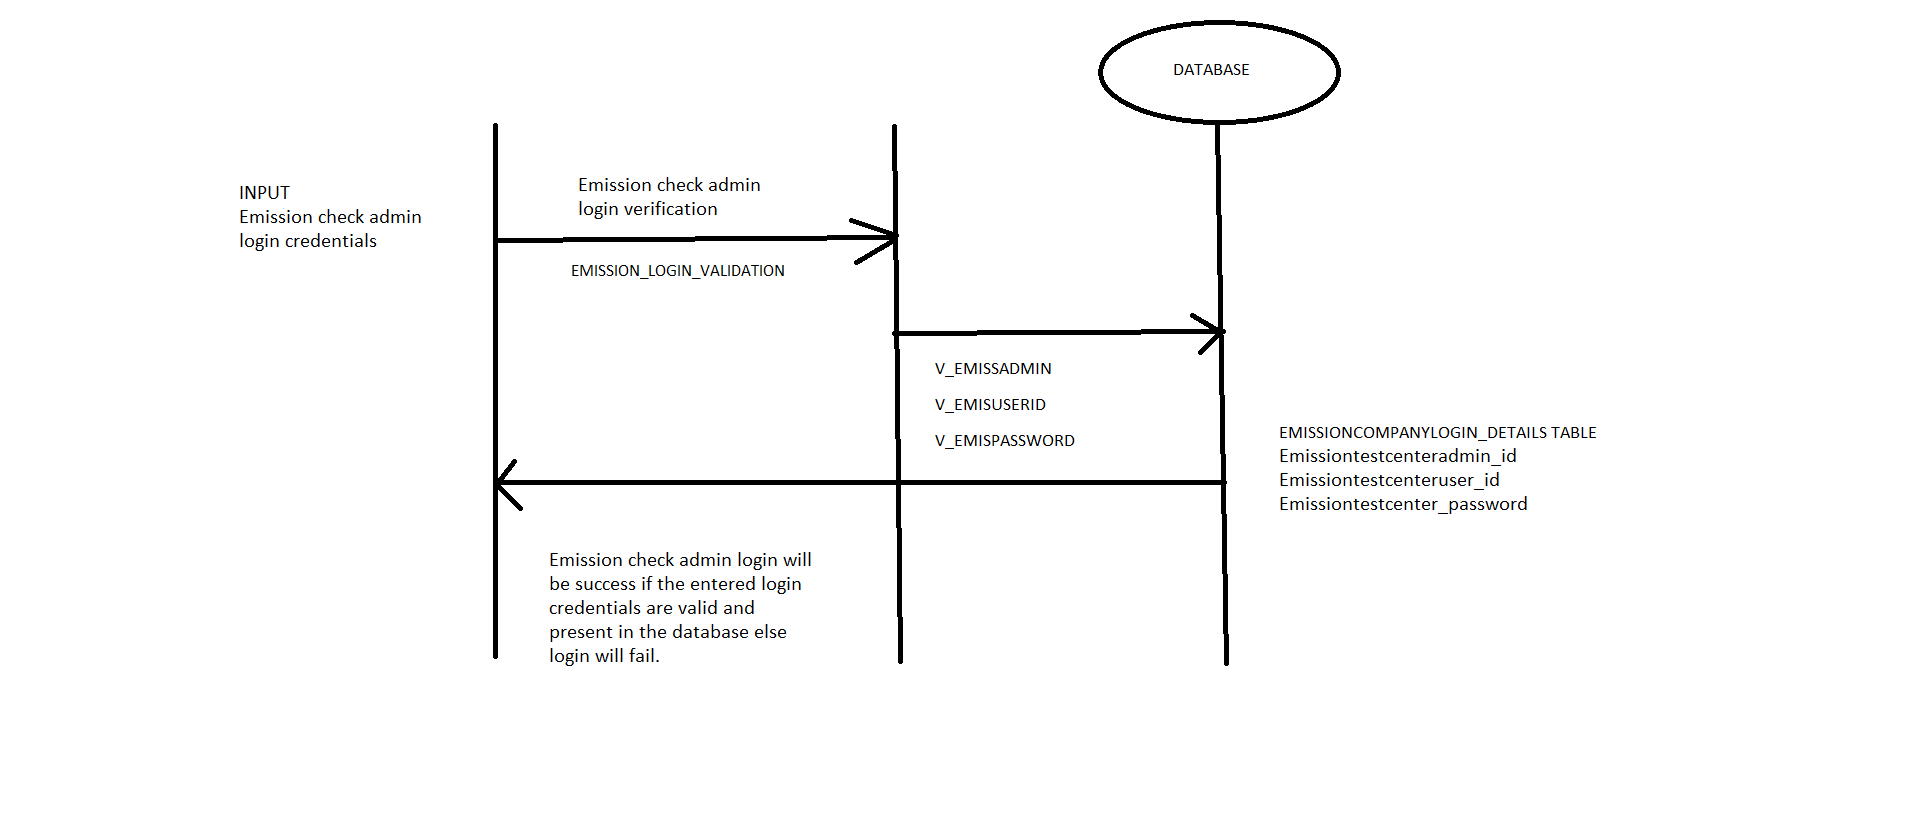 DATABASE
INPUT
Emission check admin
login credentials
Emission check admin
login verification
EMISSION_LOGIN_VALIDATION
V_EMISSADMIN
V_EMISUSERID
V_EMISPASSWORD
EMISSIONCOMPANYLOGIN_DETAILS TABLE
Emissiontestcenteradmin_id
Emissiontestcenteruser_id
Emissiontestcenter_password
Emission check admin login will
be success if the entered login
credentials are valid and
present in the database else
login will fail.